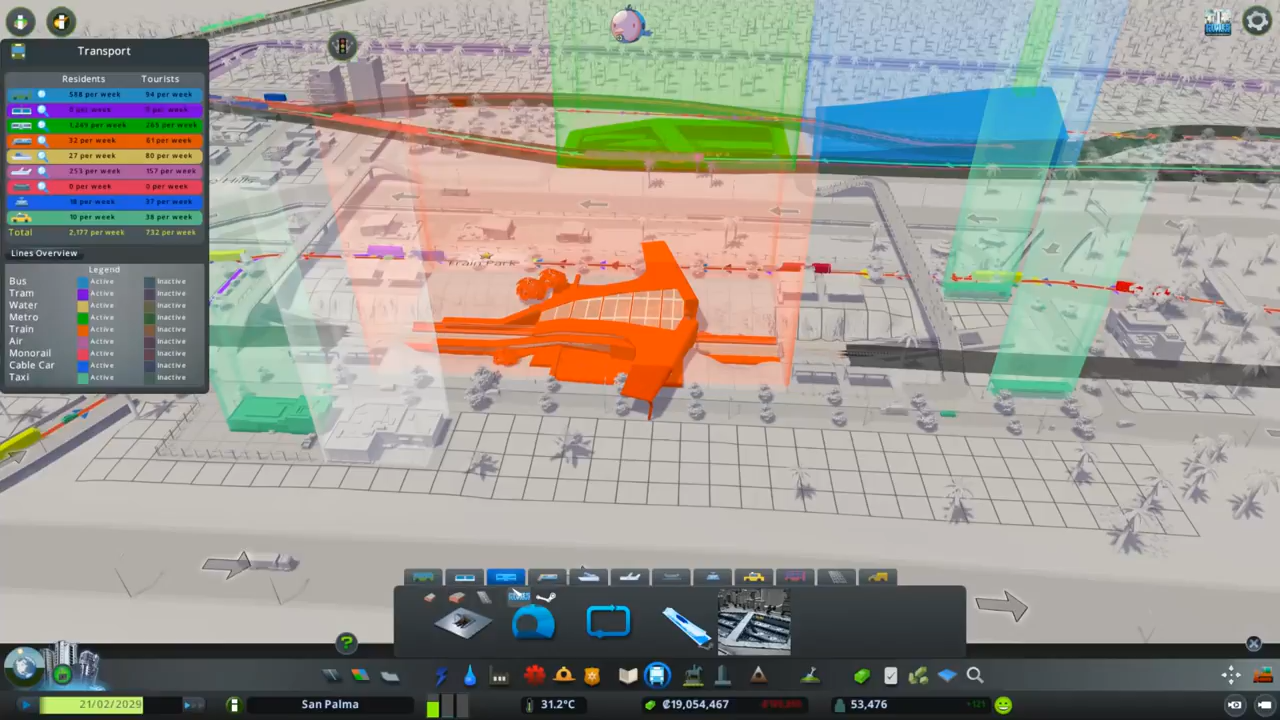 Transport
Residents Tourists
588 per week 94 per week
0 per week 0 per week
32 per week 61 per week
27 per week 80 per week
253 per week 157 per week
0 per week 0 per week
18 per week 37 per week
10 per week 38 per week
Total 2,177 per week 732 per week
Lines Overview
Legend
Bus Active Inactive
Tram Active Inactive
Water Active Inactive
Metro Active Inactive
Train Active Inactive
Air Active Inactive
Monorail Active Inactive
Cable Car Active Inactive
Taxi Active Inactive
Train Park
?
21/02/2029
San Palma
31.2°C
₡19,054,467
53,476
+121